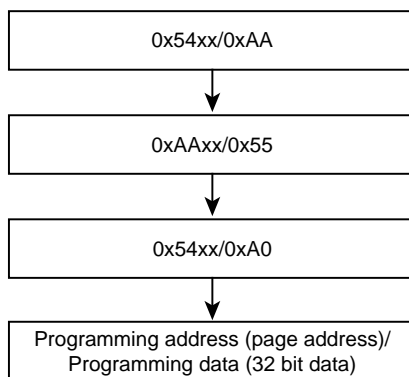 0x54xx/0xAA
0xAAxx/0x55
0x54xx/0xA0
Programming address (page address)/
Programming data (32 bit data)